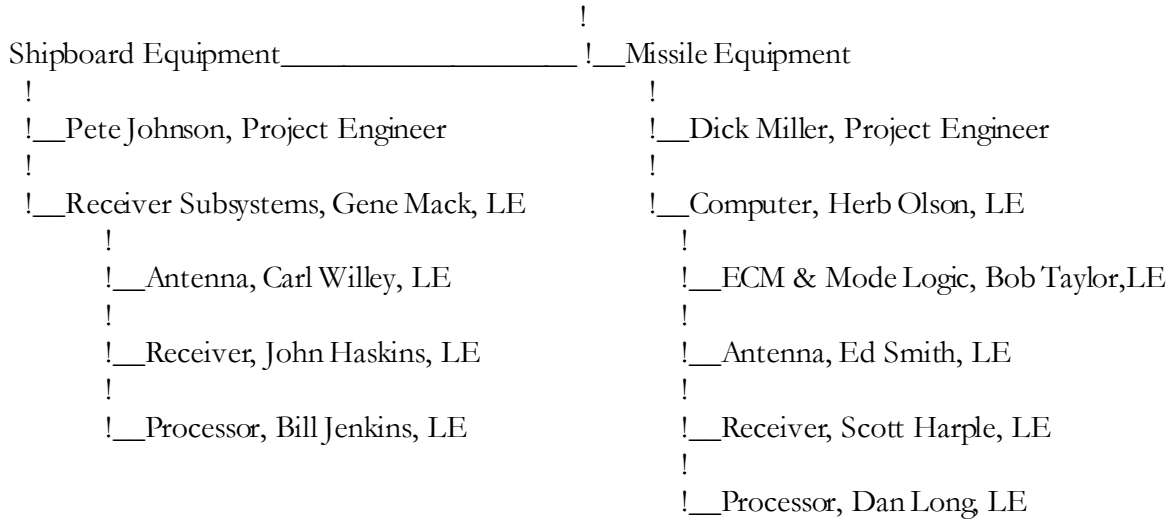 !
Shipboard Equipment____________________ !__Missile Equipment
! !
!__Pete Johnson, Project Engineer !__Dick Miller, Project Engineer
! !
!__Receiver Subsystems, Gene Mack, LE !__Computer, Herb Olson, LE
! !
!__Antenna, Carl Willey, LE !__ECM & Mode Logic, Bob Taylor,LE
! !
!__Receiver, John Haskins, LE !__Antenna, Ed Smith, LE
! !
!__Processor, Bill Jenkins, LE !__Receiver, Scott Harple, LE
!
!__Processor, Dan Long, LE